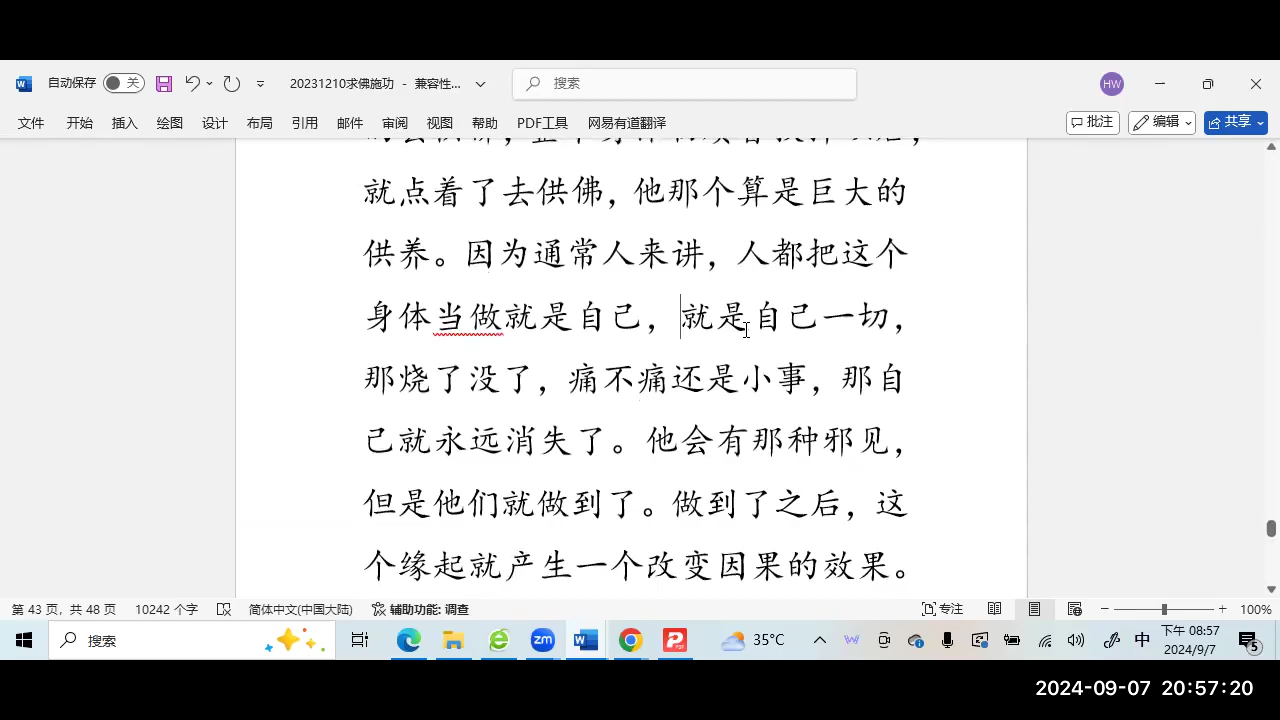 自动保存
关
20231210求佛施功 - 兼容性...
搜索
HW
文件
开始
插入
绘图
设计
布局
引用
邮件
审阅
视图
帮助
PDF工具
网易有道翻译
批注
编辑
共享
就点着了去供佛，他那个算是巨大的
供养。因为通常人来讲，人都把这个
身体当做就是自己，就是自己一切，
那烧了没了，痛不痛还是小事，那自
己就永远消失了。他会有那种邪见，
但是他们就做到了。做到了之后，这
个缘起就产生一个改变因果的效果。
第 43 页，共 48 页
10242 个字
简体中文(中国大陆)
辅助功能: 调查
专注
100%
搜索
zm
35°C
中
下午 08:57
2024/9/7
5
2024-09-07 20:57:20